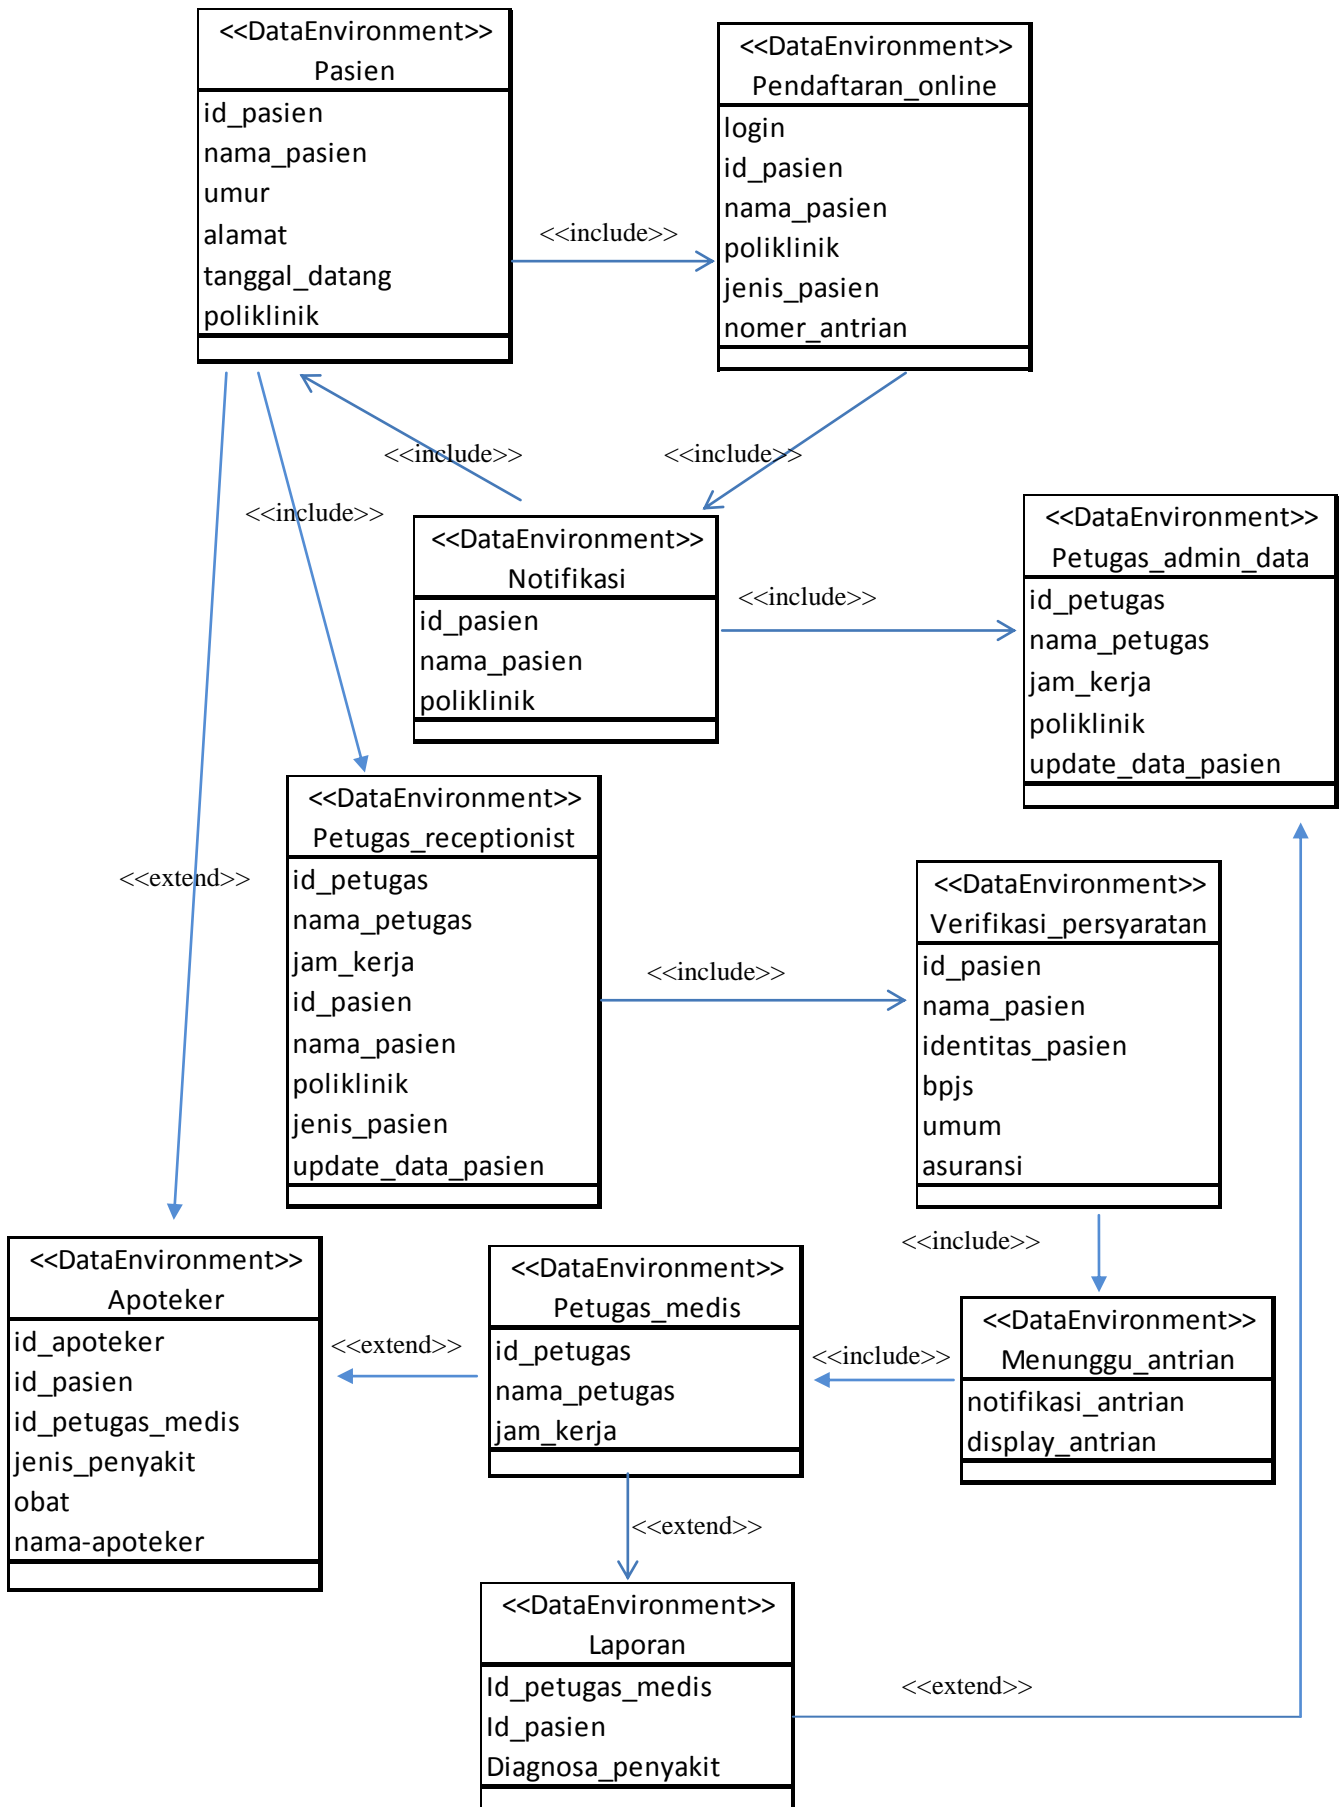 <<DataEnvironment>>
Pasien
id_pasien
nama_pasien
umur
alamat
tanggal_datang
poliklinik
<<include>>
<<DataEnvironment>>
Pendaftaran_online
login
id_pasien
nama_pasien
poliklinik
jenis_pasien
nomer_antrian
<<include>>
<<include>>
<<include>>
<<DataEnvironment>>
Notifikasi
id_pasien
nama_pasien
poliklinik
<<include>>
<<DataEnvironment>>
Petugas_admin_data
id_petugas
nama_petugas
jam_kerja
poliklinik
update_data_pasien
<<extend>>
<<DataEnvironment>>
Petugas_receptionist
id_petugas
nama_petugas
jam_kerja
id_pasien
nama_pasien
poliklinik
jenis_pasien
update_data_pasien
<<include>>
<<DataEnvironment>>
Verifikasi_persyaratan
id_pasien
nama_pasien
identitas_pasien
bpjs
umum
asuransi
<<include>>
<<DataEnvironment>>
Apoteker
id_apoteker
id_pasien
id_petugas_medis
jenis_penyakit
obat
nama-apoteker
<<extend>>
<<DataEnvironment>>
Petugas_medis
id_petugas
nama_petugas
jam_kerja
<<include>>
<<DataEnvironment>>
Menunggu_antrian
notifikasi_antrian
display_antrian
<<extend>>
<<DataEnvironment>>
Laporan
Id_petugas_medis
Id_pasien
Diagnosa_penyakit
<<extend>>